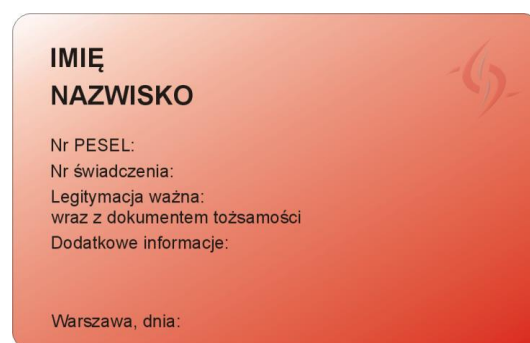 IMIĘ
NAZWISKO
Nr PESEL:
Nr świadczenia:
Legitymacja ważna:
wraz z dokumentem tożsamości
Dodatkowe informacje:
Warszawa, dnia: